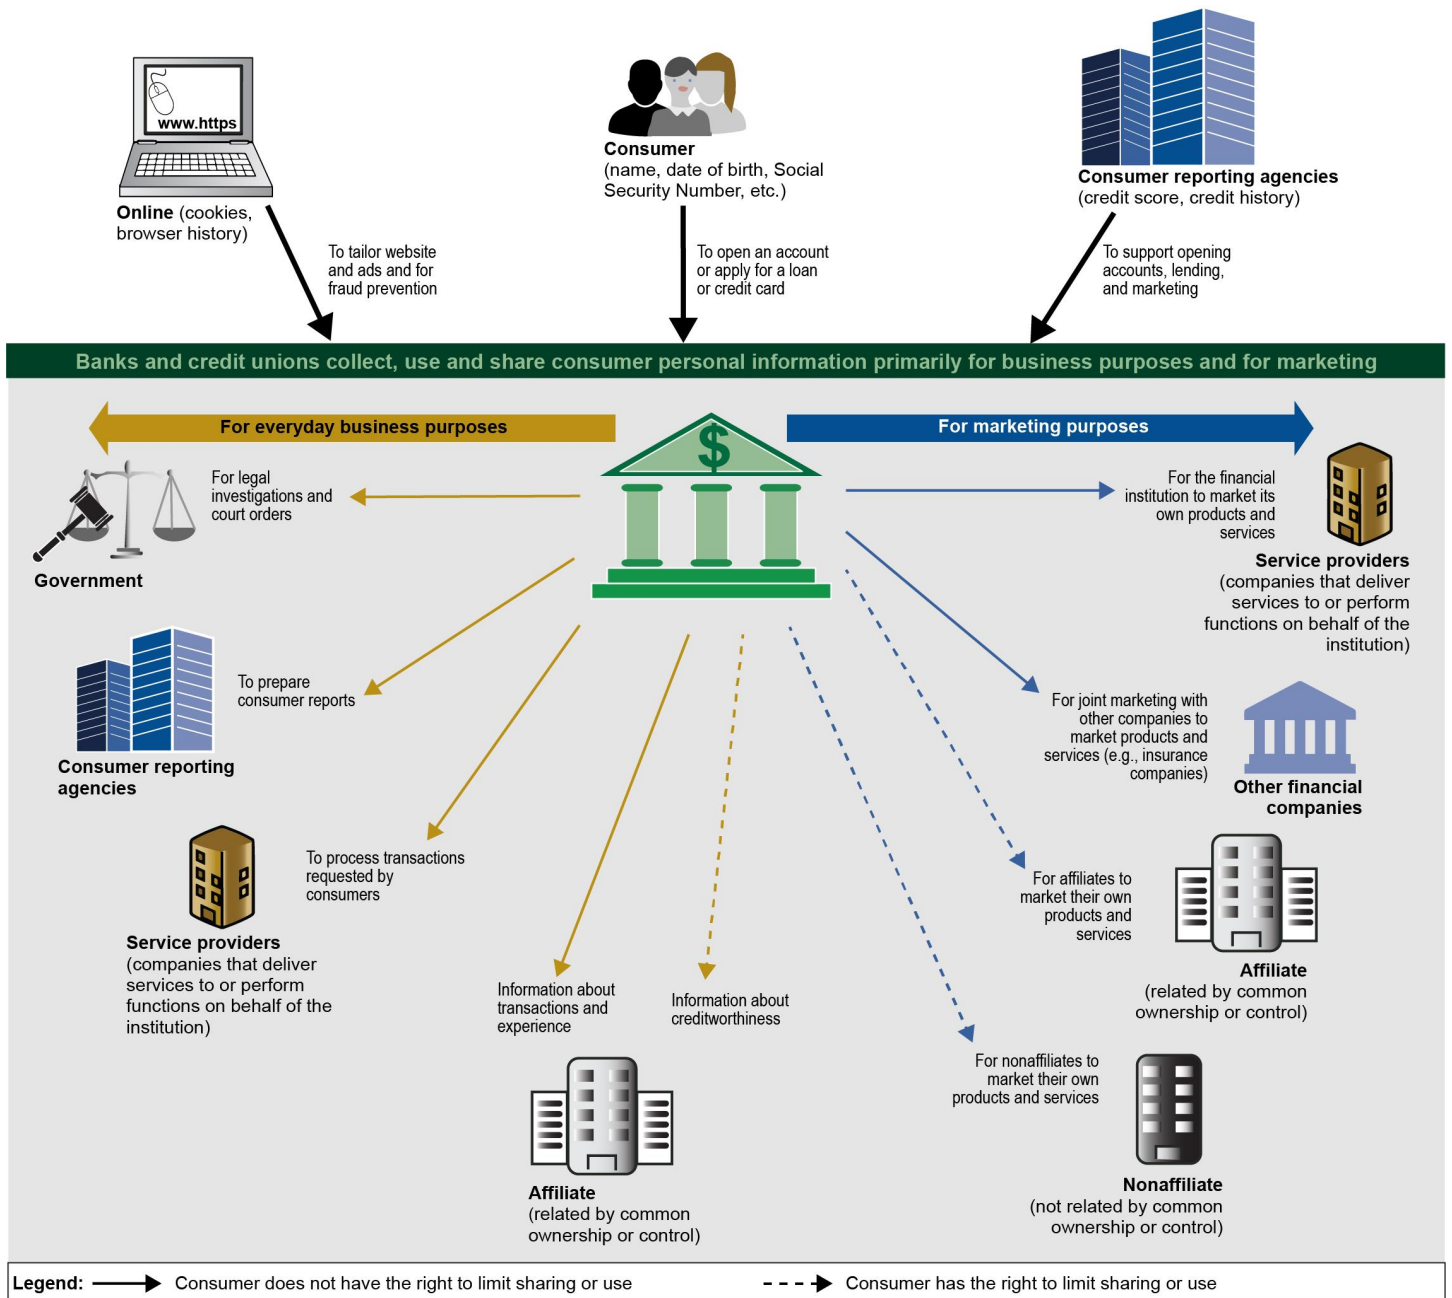 www.https
Online (cookies,
browser history)
Consumer
(name, date of birth, Social
Security Number, etc.)
Consumer reporting agencies
(credit score, credit history)
To tailor website
and ads and for
fraud prevention
To open an account
or apply for a loan
or credit card
To support opening
accounts, lending,
and marketing
Banks and credit unions collect, use and share consumer personal information primarily for business purposes and for marketing
For everyday business purposes
$
For marketing purposes
For legal
investigations and
court orders
Government
For the financial
institution to market its
own products and
services
Service providers
(companies that deliver
services to or perform
functions on behalf of the
institution)
To prepare
consumer reports
Consumer reporting
agencies
For joint marketing with
other companies to
market products and
services (e.g., insurance
companies)
Other financial
companies
To process transactions
requested by
consumers
Service providers
(companies that deliver
services to or perform
functions on behalf of the
institution)
For affiliates to
market their own
products and
services
Affiliate
(related by common
ownership or control)
Information about
transactions and
experience
Information about
creditworthiness
Affiliate
(related by common
ownership or control)
For nonaffiliates to
market their own
products and services
Nonaffiliate
(not related by common
ownership or control)
Legend:
Consumer does not have the right to limit sharing or use
Consumer has the right to limit sharing or use